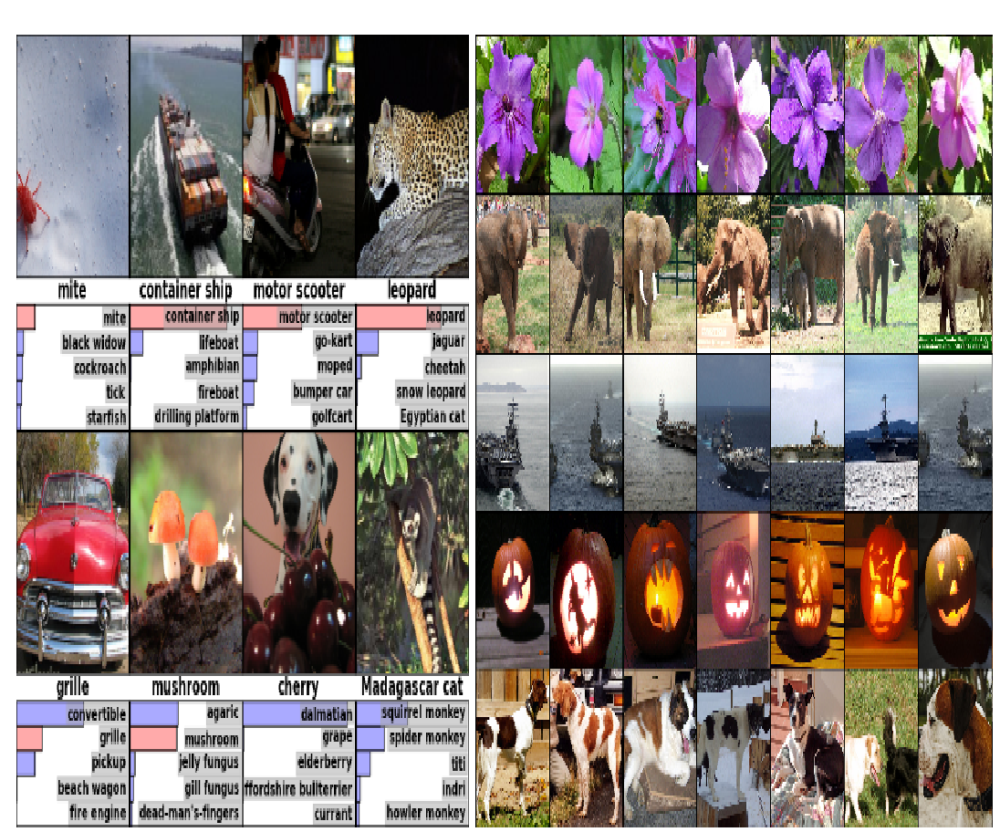 mite
container ship
motor scooter
leopard
mite
black widow
cockroach
tick
starfish
container ship
lifeboat
amphibian
fireboat
drilling platform
motor scooter
go-kart
moped
bumper car
golfcart
leopard
jaguar
cheetah
snow leopard
Egyptian cat
grille
mushroom
cherry
Madagascar cat
convertible
grille
pickup
beach wagon
fire engine
agaric
mushroom
jelly fungus
gill fungus
dead-man's-fingers
dalmatian
grape
elderberry
ffordshire bullterrier
currant
squirrel monkey
spider monkey
titi
indri
howler monkey